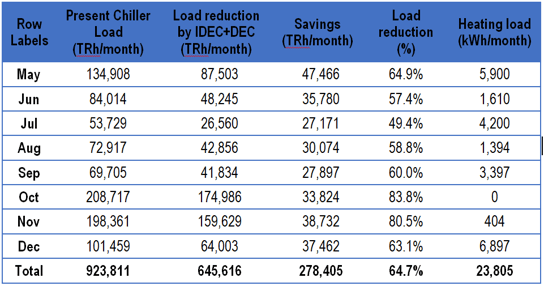 Row Labels | Present Chiller Load (TRh/month) | Load reduction by IDEC+DEC (TRh/month) | Savings (TRh/month) | Load reduction (%) | Heating load (kWh/month)
May | 134,908 | 87,503 | 47,466 | 64.9% | 5,900
Jun | 84,014 | 48,245 | 35,780 | 57.4% | 1,610
Jul | 53,729 | 26,560 | 27,171 | 49.4% | 4,200
Aug | 72,917 | 42,856 | 30,074 | 58.8% | 1,394
Sep | 69,705 | 41,834 | 27,897 | 60.0% | 3,397
Oct | 208,717 | 174,986 | 33,824 | 83.8% | 0
Nov | 198,361 | 159,629 | 38,732 | 80.5% | 404
Dec | 101,459 | 64,003 | 37,462 | 63.1% | 6,897
Total | 923,811 | 645,616 | 278,405 | 64.7% | 23,805